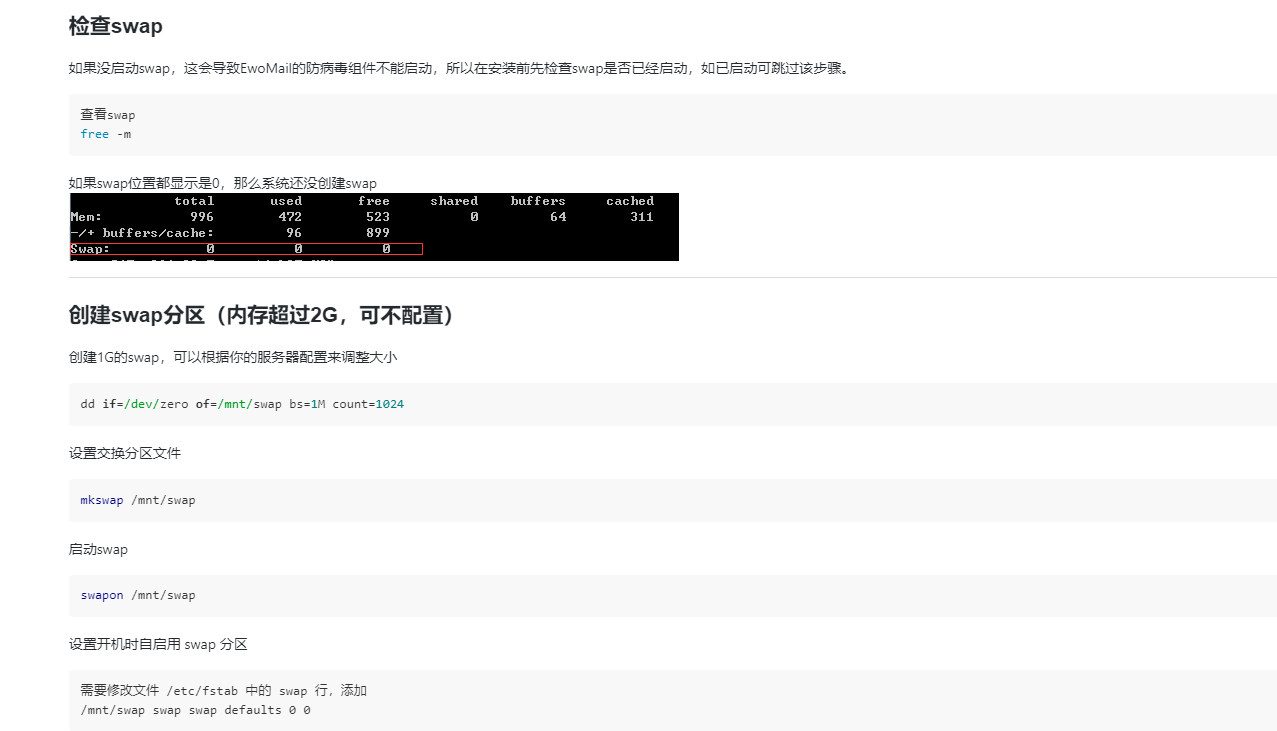 检查swap
如果没启动swap，这会导致EwoMail的防病毒组件不能启动，所以在安装前先检查swap是否已经启动，如已启动可跳过该步骤。
查看swap
free -m
如果swap位置都显示是0，那么系统还没创建swap
total used free shared buffers cached
Mem: 996 472 523 0 64 311
-/+ buffers/cache: 96 899
Swap: 0 0 0
创建swap分区（内存超过2G，可不配置）
创建1G的swap，可以根据你的服务器配置来调整大小
dd if=/dev/zero of=/mnt/swap bs=1M count=1024
设置交换分区文件
mkswap /mnt/swap
启动swap
swapon /mnt/swap
设置开机时自启用 swap 分区
需要修改文件 /etc/fstab 中的 swap 行，添加
/mnt/swap swap swap defaults 0 0